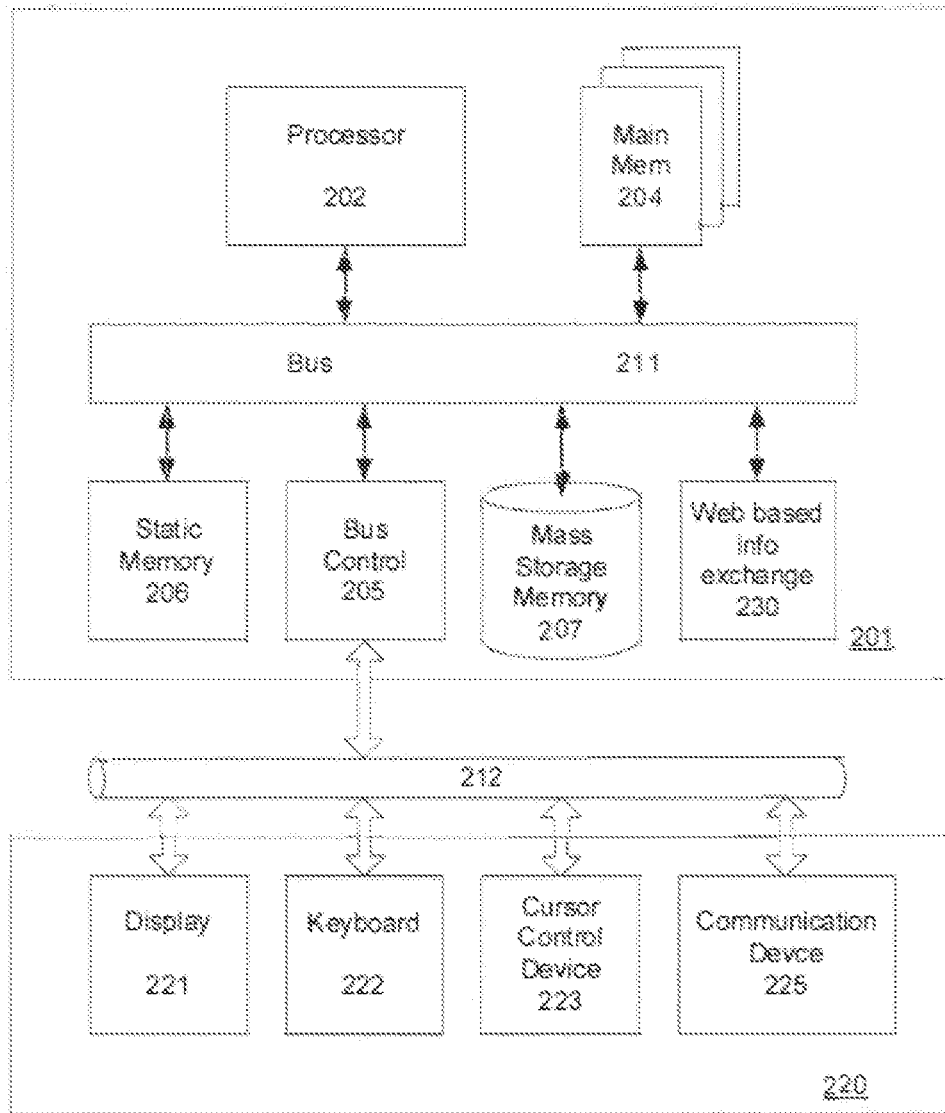 Processor
202
Main
Mem
204
Bus 211
Static
Memory
206
Bus
Control
205
Mass
Storage
Memory
207
Web based
info
exchange
230
201
212
Display
221
Keyboard
222
Cursor
Control
Device
223
Communication
Devce
225
220